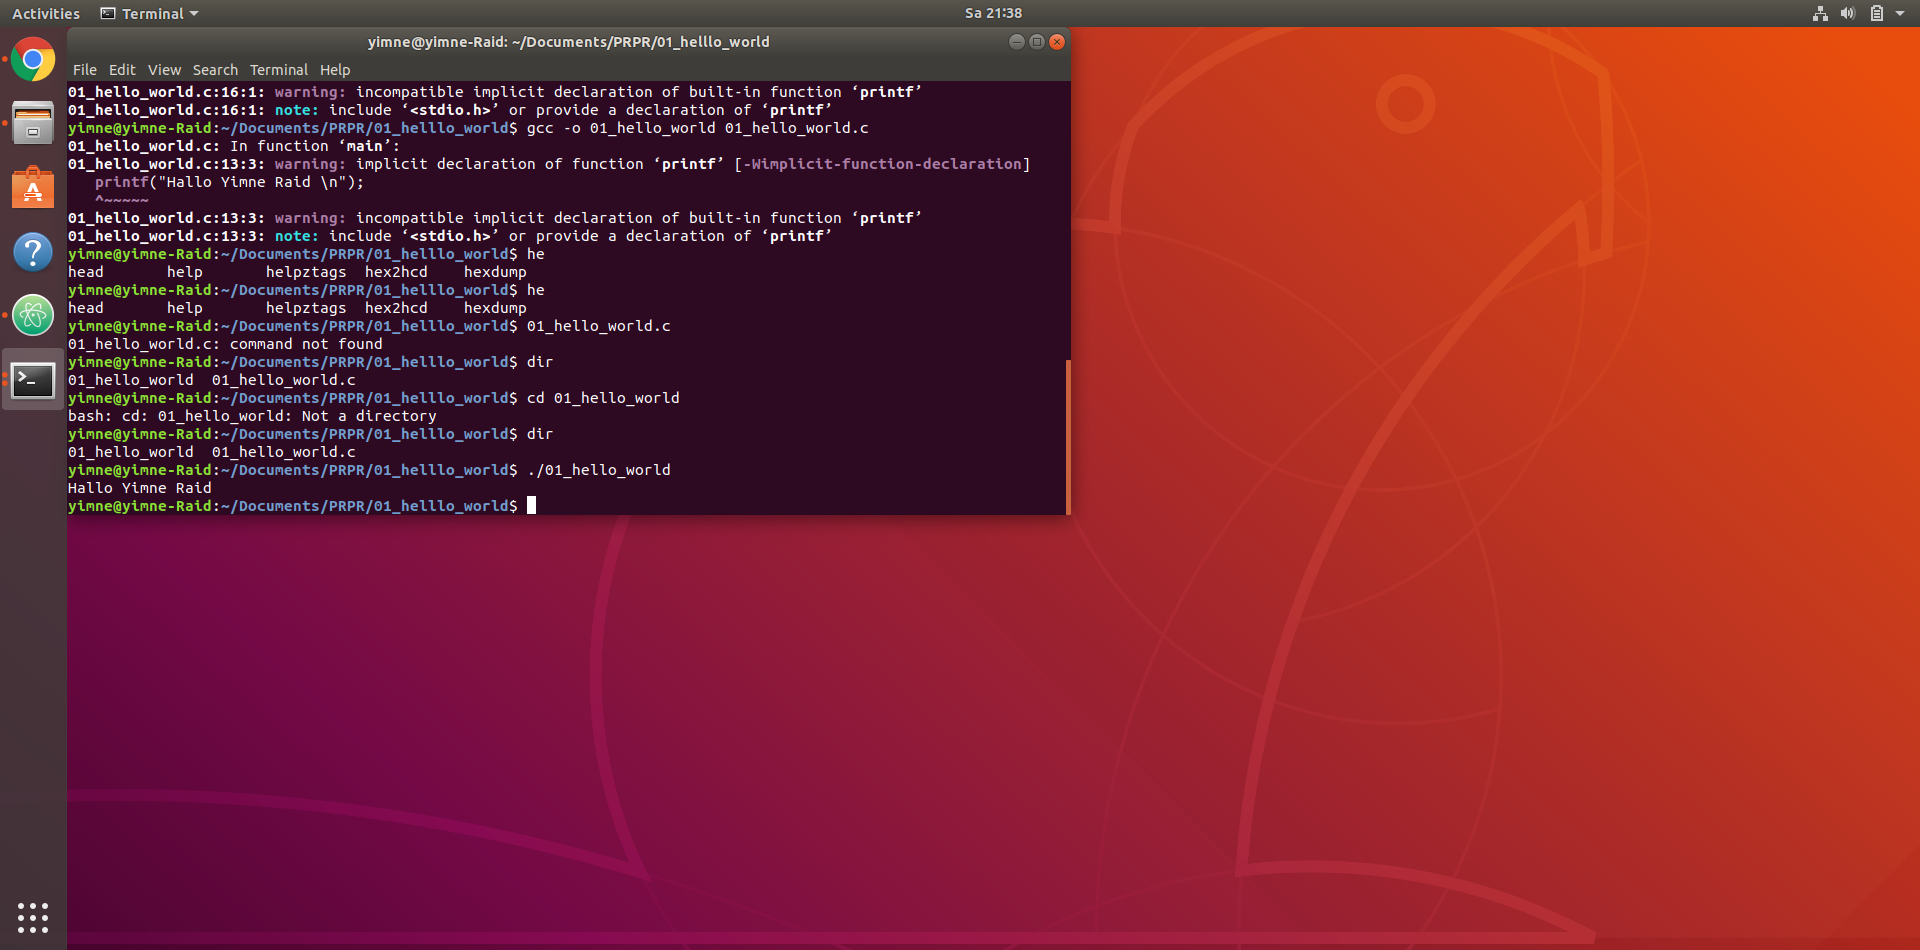 Activities Terminal Sa 21:38
yimne@yimne-Raid: ~/Documents/PRPR/01_helllo_world
File Edit View Search Terminal Help
01_hello_world.c:16:1: warning: incompatible implicit declaration of built-in function ‘printf’
01_hello_world.c:16:1: note: include ‘<stdio.h>’ or provide a declaration of ‘printf’
yimne@yimne-Raid:~/Documents/PRPR/01_helllo_world$ gcc -o 01_hello_world 01_hello_world.c
01_hello_world.c: In function ‘main’:
01_hello_world.c:13:3: warning: implicit declaration of function ‘printf’ [-Wimplicit-function-declaration]
   printf("Hallo Yimne Raid \n");
   ^~~~~~
01_hello_world.c:13:3: warning: incompatible implicit declaration of built-in function ‘printf’
01_hello_world.c:13:3: note: include ‘<stdio.h>’ or provide a declaration of ‘printf’
yimne@yimne-Raid:~/Documents/PRPR/01_helllo_world$ he
head       help       helpztags  hex2hcd    hexdump
yimne@yimne-Raid:~/Documents/PRPR/01_helllo_world$ he
head       help       helpztags  hex2hcd    hexdump
yimne@yimne-Raid:~/Documents/PRPR/01_helllo_world$ 01_hello_world.c
01_hello_world.c: command not found
yimne@yimne-Raid:~/Documents/PRPR/01_helllo_world$ dir
01_hello_world  01_hello_world.c
yimne@yimne-Raid:~/Documents/PRPR/01_helllo_world$ cd 01_hello_world
bash: cd: 01_hello_world: Not a directory
yimne@yimne-Raid:~/Documents/PRPR/01_helllo_world$ dir
01_hello_world  01_hello_world.c
yimne@yimne-Raid:~/Documents/PRPR/01_helllo_world$ ./01_hello_world
Hallo Yimne Raid
yimne@yimne-Raid:~/Documents/PRPR/01_helllo_world$